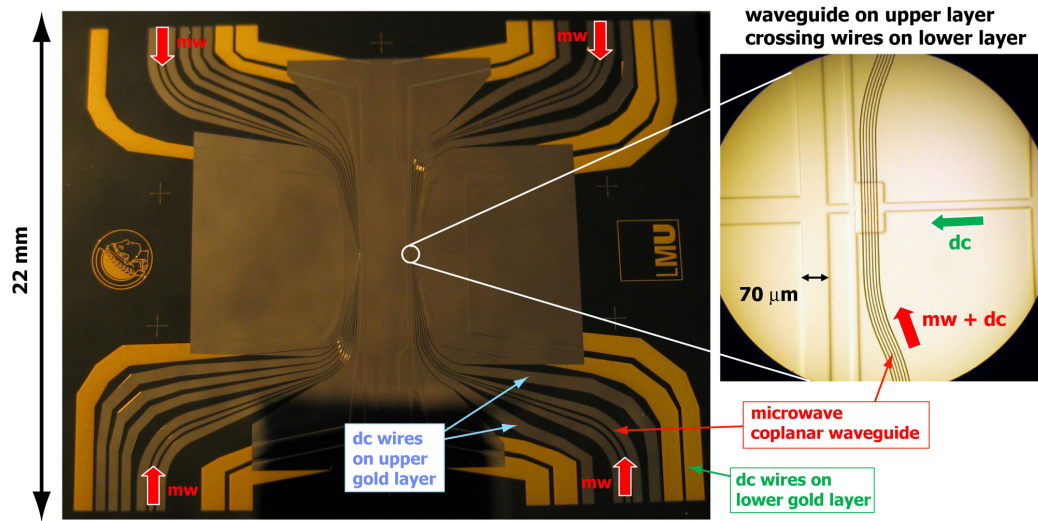 waveguide on upper layer
crossing wires on lower layer
mw
mw
22 mm
LMU
dc
70 µm
mw + dc
dc wires
on upper
gold layer
microwave
coplanar waveguide
dc wires on
lower gold layer
mw
mw